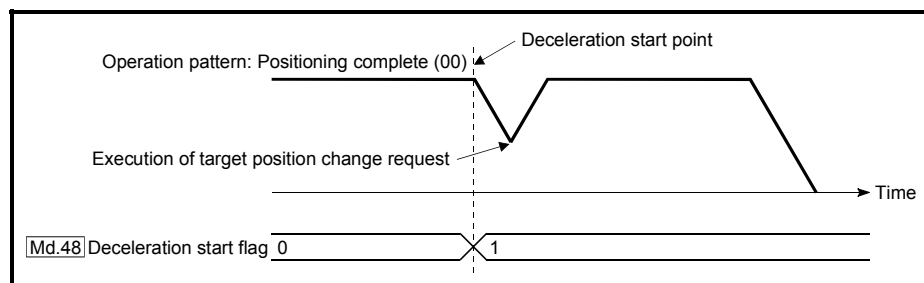 Deceleration start point
Operation pattern: Positioning complete (00)
Execution of target position change request
Time
Md.48 Deceleration start flag 0 1